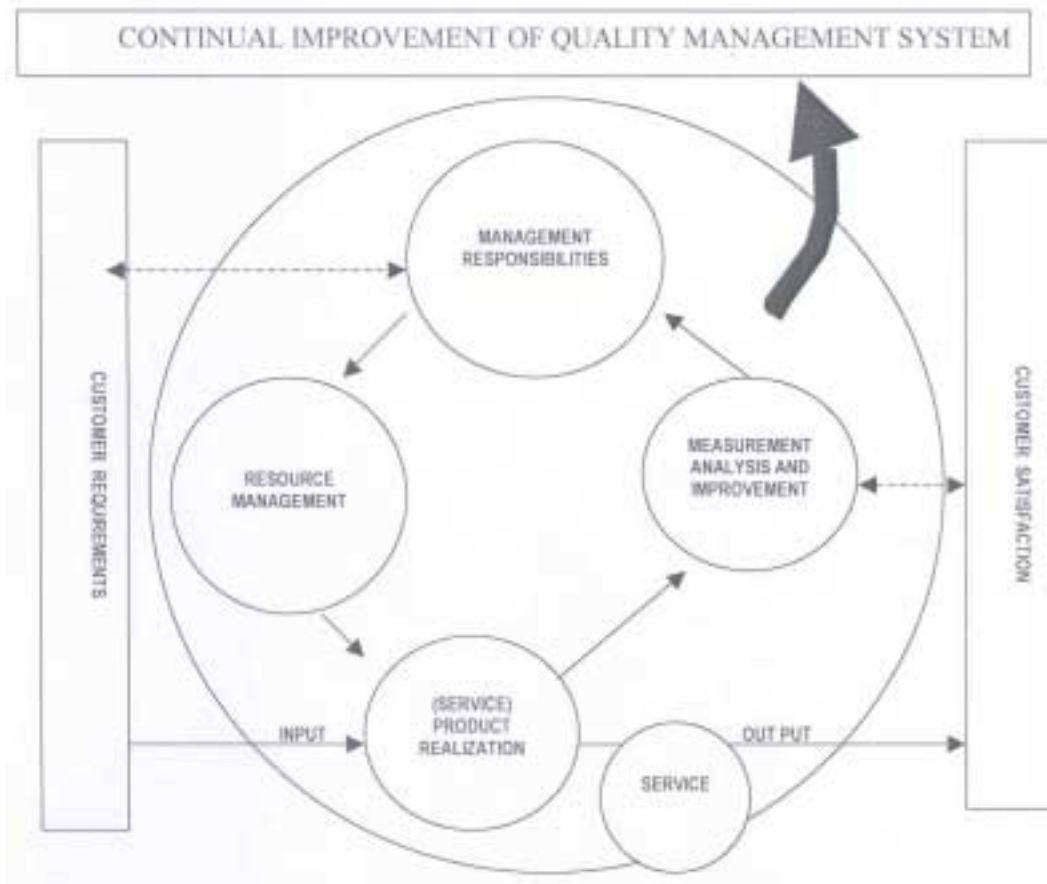 CONTINUAL IMPROVEMENT OF QUALITY MANAGEMENT SYSTEM
MANAGEMENT
RESPONSIBILITIES
CUSTOMER REQUIREMENTS
RESOURCE
MANAGEMENT
MEASUREMENT
ANALYSIS AND
IMPROVEMENT
CUSTOMER SATISFACTION
(SERVICE)
PRODUCT
REALIZATION
INPUT
SERVICE
OUT PUT